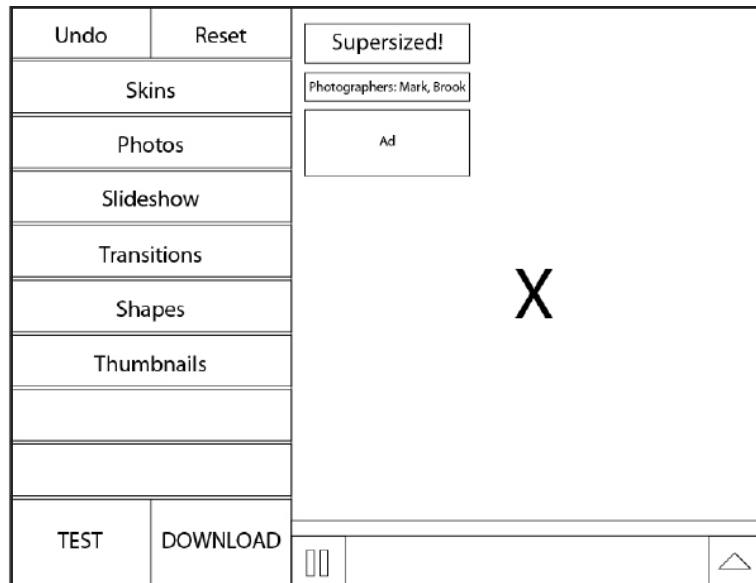 Undo
Reset
Skins
Photos
Slideshow
Transitions
Shapes
Thumbnails
TEST
DOWNLOAD
Supersized!
Photographers: Mark, Brook
Ad
X